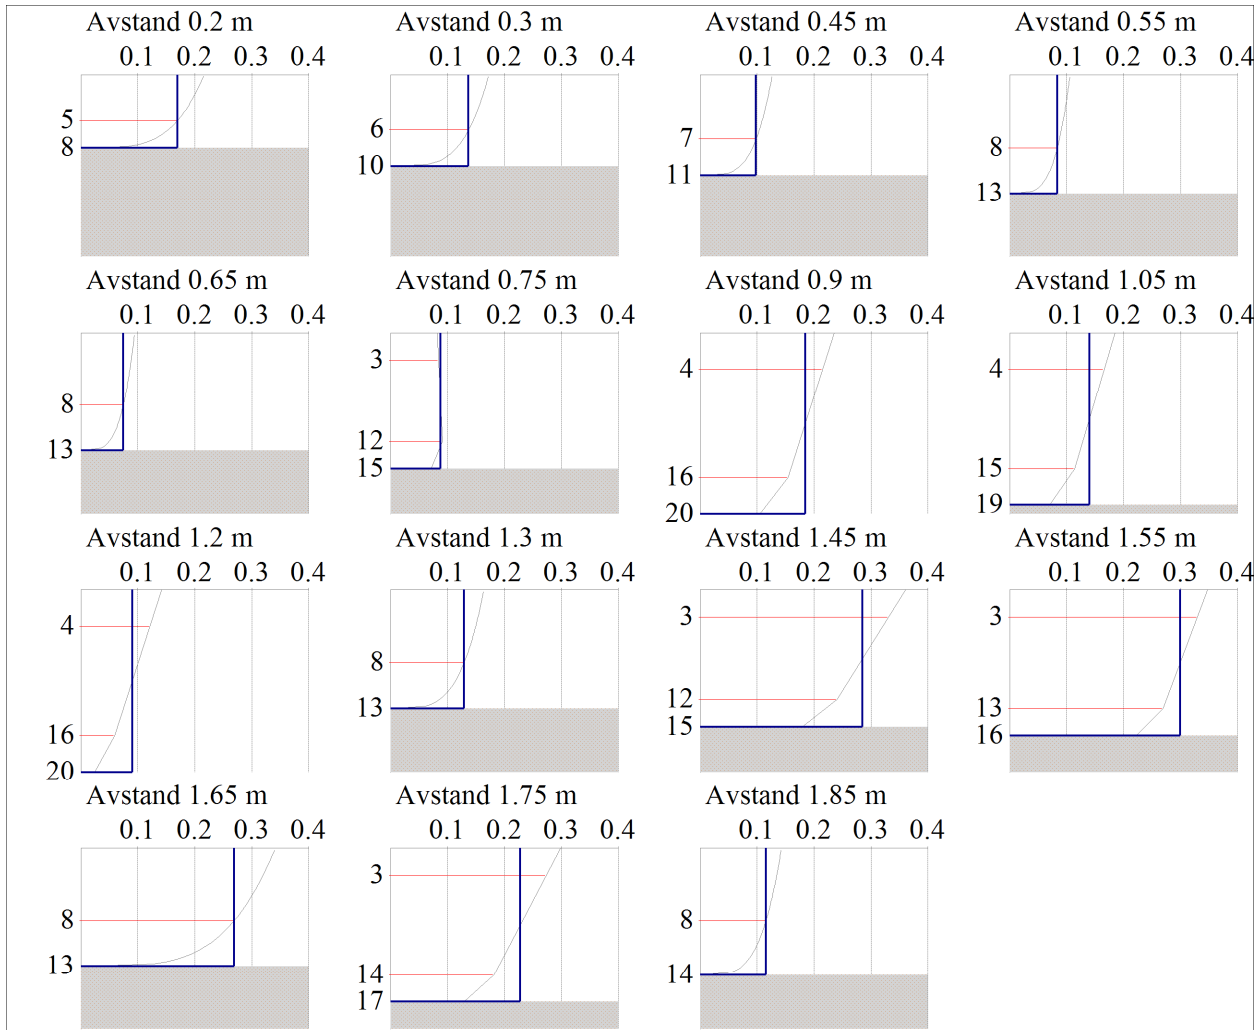 Avstand 0.2 m
0.1 0.2 0.3 0.4
5
8
Avstand 0.3 m
0.1 0.2 0.3 0.4
6
10
Avstand 0.45 m
0.1 0.2 0.3 0.4
7
11
Avstand 0.55 m
0.1 0.2 0.3 0.4
8
13
Avstand 0.65 m
0.1 0.2 0.3 0.4
8
13
Avstand 0.75 m
0.1 0.2 0.3 0.4
3
12
15
Avstand 0.9 m
0.1 0.2 0.3 0.4
4
16
20
Avstand 1.05 m
0.1 0.2 0.3 0.4
4
15
19
Avstand 1.2 m
0.1 0.2 0.3 0.4
4
16
20
Avstand 1.3 m
0.1 0.2 0.3 0.4
8
13
Avstand 1.45 m
0.1 0.2 0.3 0.4
3
12
15
Avstand 1.55 m
0.1 0.2 0.3 0.4
3
13
16
Avstand 1.65 m
0.1 0.2 0.3 0.4
8
13
Avstand 1.75 m
0.1 0.2 0.3 0.4
3
14
17
Avstand 1.85 m
0.1 0.2 0.3 0.4
8
14